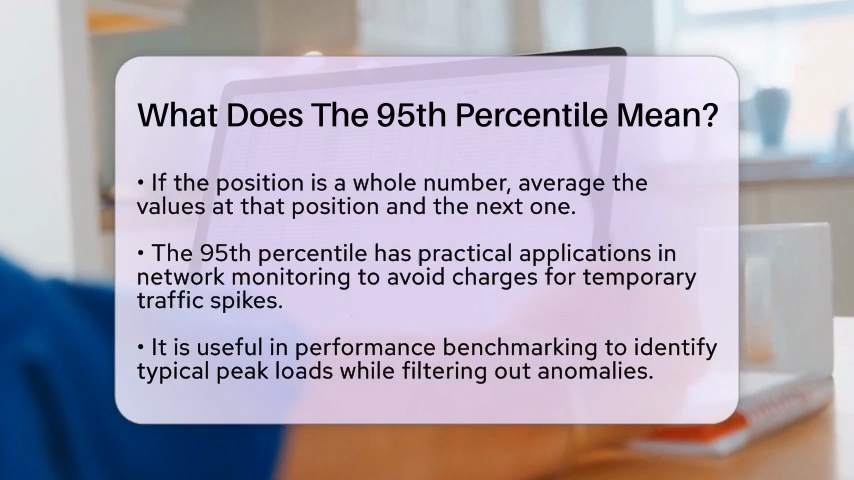 What Does The 95th Percentile Mean?
• If the position is a whole number, average the
values at that position and the next one.
• The 95th percentile has practical applications in
network monitoring to avoid charges for temporary
traffic spikes.
• It is useful in performance benchmarking to identify
typical peak loads while filtering out anomalies.